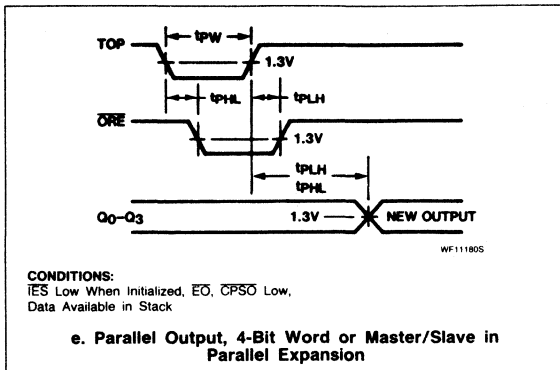 TOP
tPW
1.3V
tPHL
tPLH
ORE
1.3V
tPLH
tPHL
Q0-Q3
1.3V
NEW OUTPUT
WF11180S
CONDITIONS:
IES Low When Initialized, EO, CPSO Low,
Data Available in Stack
e. Parallel Output, 4-Bit Word or Master/Slave in
Parallel Expansion